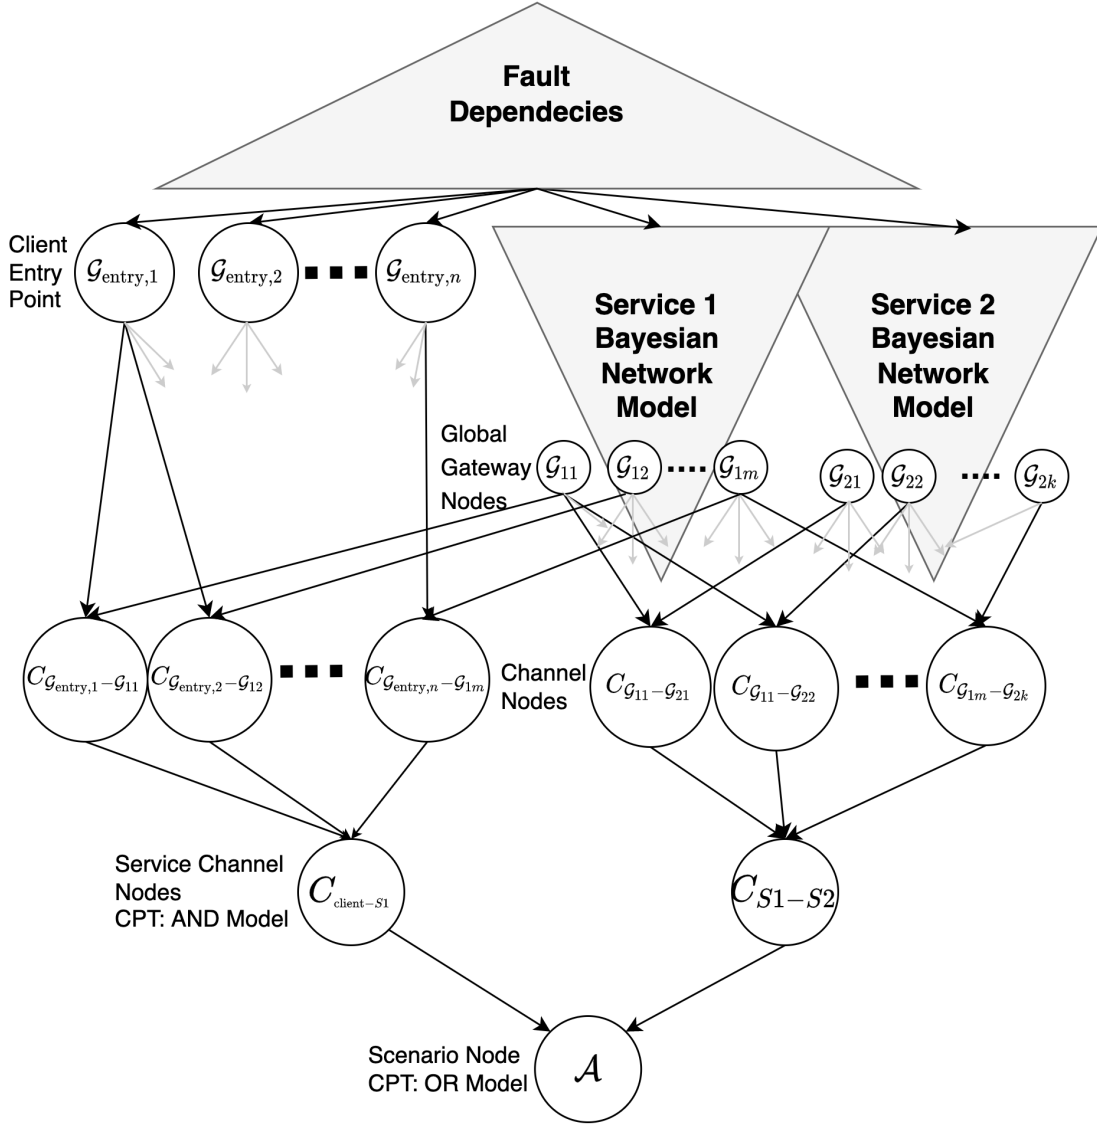 Fault
Dependecies
Client
Entry
Point
𝒢entry,1
𝒢entry,2
𝒢entry,n
Service 1
Bayesian
Network
Model
Service 2
Bayesian
Network
Model
Global
Gateway
Nodes
𝒢11
𝒢12
𝒢1m
𝒢21
𝒢22
𝒢2k
C𝒢entry,1−𝒢11
C𝒢entry,2−𝒢12
C𝒢entry,n−𝒢1m
Channel
Nodes
C𝒢11−𝒢21
C𝒢11−𝒢22
C𝒢1m−𝒢2k
Service Channel
Nodes
CPT: AND Model
Cclient−S1
CS1−S2
Scenario Node
CPT: OR Model
𝒜